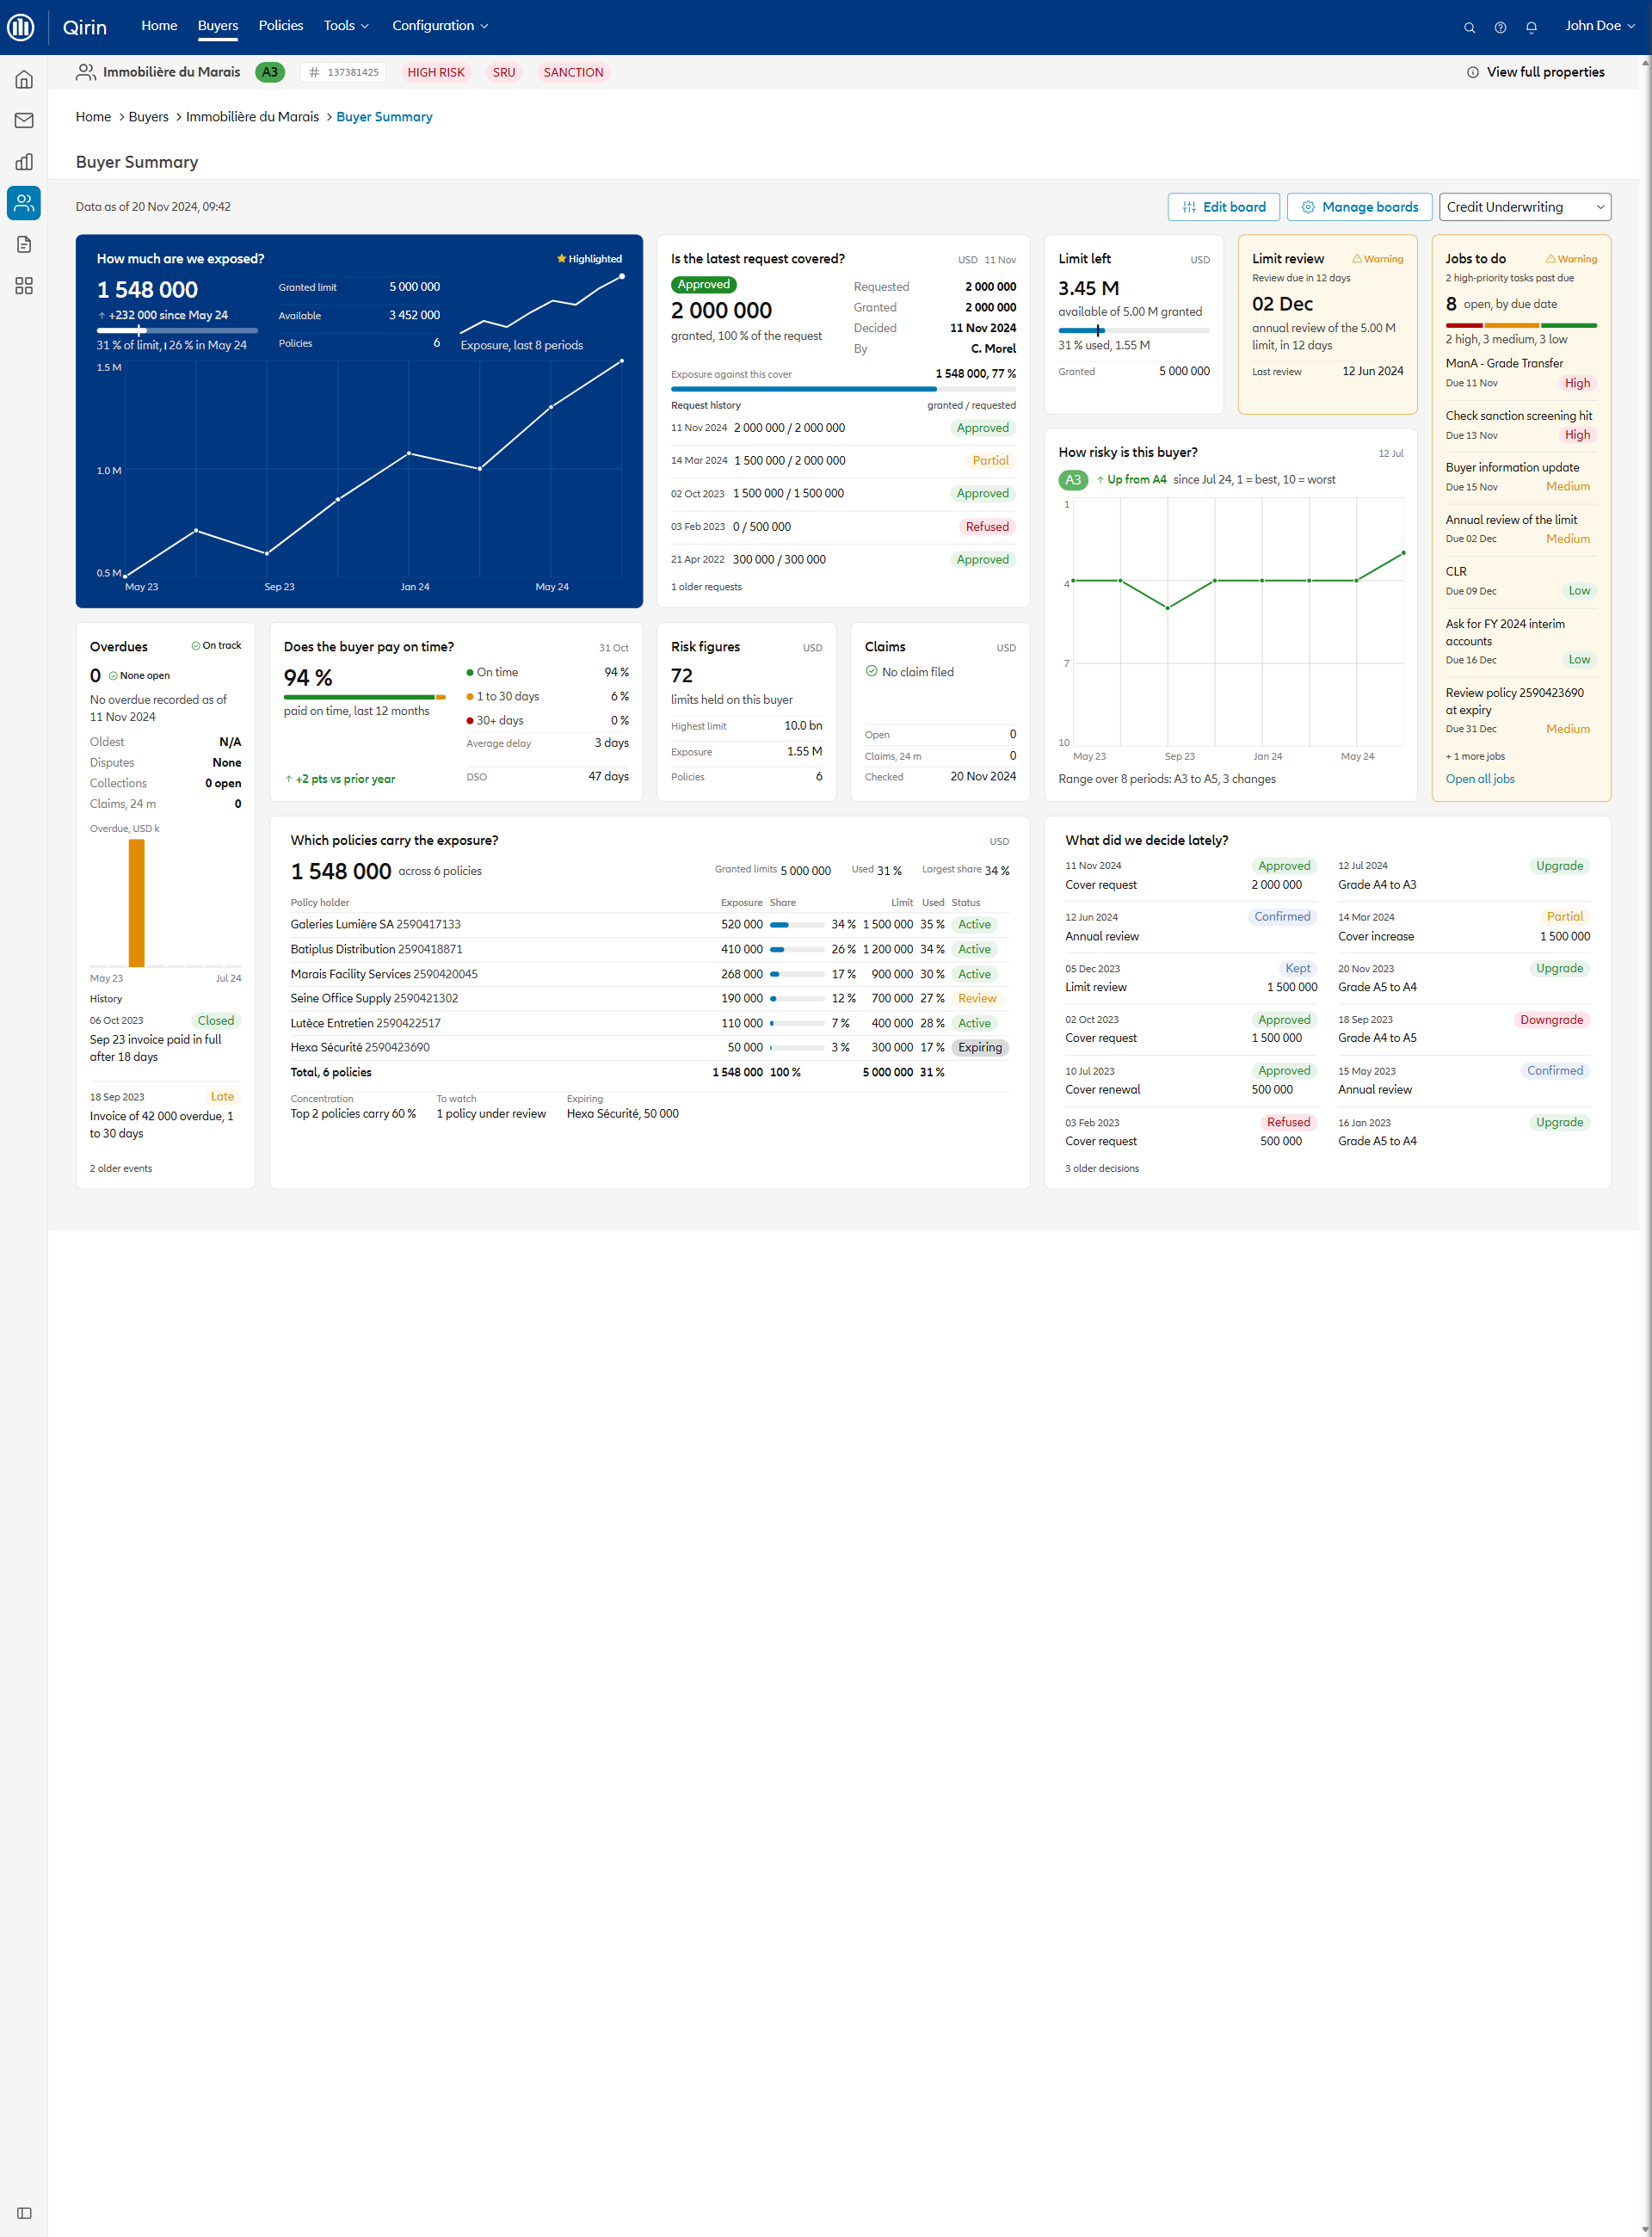 Qirin
Home Buyers Policies Tools Configuration
John Doe
Immobilière du Marais A3 # 137381425 HIGH RISK SRU SANCTION
View full properties
Home > Buyers > Immobilière du Marais > Buyer Summary
Buyer Summary
Data as of 20 Nov 2024, 09:42
Edit board Manage boards Credit Underwriting
How much are we exposed? Highlighted
1 548 000
↑ +232 000 since May 24
31 % of limit, 26 % in May 24
Granted limit 5 000 000
Available 3 452 000
Policies 6
Exposure, last 8 periods
1.5 M
1.0 M
0.5 M
May 23 Sep 23 Jan 24 May 24
Is the latest request covered? USD 11 Nov
Approved
2 000 000
granted, 100 % of the request
Requested 2 000 000
Granted 2 000 000
Decided 11 Nov 2024
By C. Morel
Exposure against this cover 1 548 000, 77 %
Request history granted / requested
11 Nov 2024 2 000 000 / 2 000 000 Approved
14 Mar 2024 1 500 000 / 2 000 000 Partial
02 Oct 2023 1 500 000 / 1 500 000 Approved
03 Feb 2023 0 / 500 000 Refused
21 Apr 2022 300 000 / 300 000 Approved
1 older requests
Limit left USD
3.45 M
available of 5.00 M granted
31 % used, 1.55 M
Granted 5 000 000
Limit review Warning
Review due in 12 days
02 Dec
annual review of the 5.00 M
limit, in 12 days
Last review 12 Jun 2024
Jobs to do Warning
2 high-priority tasks past due
8 open, by due date
2 high, 3 medium, 3 low
ManA - Grade Transfer
Due 11 Nov High
Check sanction screening hit
Due 13 Nov High
Buyer information update
Due 15 Nov Medium
Annual review of the limit
Due 02 Dec Medium
CLR
Due 09 Dec Low
Ask for FY 2024 interim
accounts
Due 16 Dec Low
Review policy 2590423690
at expiry
Due 31 Dec Medium
+ 1 more jobs
Open all jobs
How risky is this buyer? 12 Jul
A3 ↑ Up from A4 since Jul 24, 1 = best, 10 = worst
1
4
7
10
May 23 Sep 23 Jan 24 May 24
Range over 8 periods: A3 to A5, 3 changes
Overdues On track
0 None open
No overdue recorded as of
11 Nov 2024
Oldest N/A
Disputes None
Collections 0 open
Claims, 24 m 0
Overdue, USD k
May 23 Jul 24
History
06 Oct 2023 Closed
Sep 23 invoice paid in full
after 18 days
18 Sep 2023 Late
Invoice of 42 000 overdue, 1
to 30 days
2 older events
Does the buyer pay on time? 31 Oct
94 %
paid on time, last 12 months
↑ +2 pts vs prior year
On time 94 %
1 to 30 days 6 %
30+ days 0 %
Average delay 3 days
DSO 47 days
Risk figures USD
72
limits held on this buyer
Highest limit 10.0 bn
Exposure 1.55 M
Policies 6
Claims USD
No claim filed
Open 0
Claims, 24 m 0
Checked 20 Nov 2024
Which policies carry the exposure? USD
1 548 000 across 6 policies
Granted limits 5 000 000 Used 31 % Largest share 34 %
Policy holder Exposure Share Limit Used Status
Galeries Lumière SA 2590417133 520 000 34 % 1 500 000 35 % Active
Batiplus Distribution 2590418871 410 000 26 % 1 200 000 34 % Active
Marais Facility Services 2590420045 268 000 17 % 900 000 30 % Active
Seine Office Supply 2590421302 190 000 12 % 700 000 27 % Review
Lutèce Entretien 2590422517 110 000 7 % 400 000 28 % Active
Hexa Sécurité 2590423690 50 000 3 % 300 000 17 % Expiring
Total, 6 policies 1 548 000 100 % 5 000 000 31 %
Concentration To watch Expiring
Top 2 policies carry 60 % 1 policy under review Hexa Sécurité, 50 000
What did we decide lately?
11 Nov 2024 Approved
Cover request 2 000 000
12 Jun 2024 Confirmed
Annual review
05 Dec 2023 Kept
Limit review 1 500 000
02 Oct 2023 Approved
Cover request 1 500 000
10 Jul 2023 Approved
Cover renewal 500 000
03 Feb 2023 Refused
Cover request 500 000
3 older decisions
12 Jul 2024 Upgrade
Grade A4 to A3
14 Mar 2024 Partial
Cover increase 1 500 000
20 Nov 2023 Upgrade
Grade A5 to A4
18 Sep 2023 Downgrade
Grade A4 to A5
15 May 2023 Confirmed
Annual review
16 Jan 2023 Upgrade
Grade A5 to A4